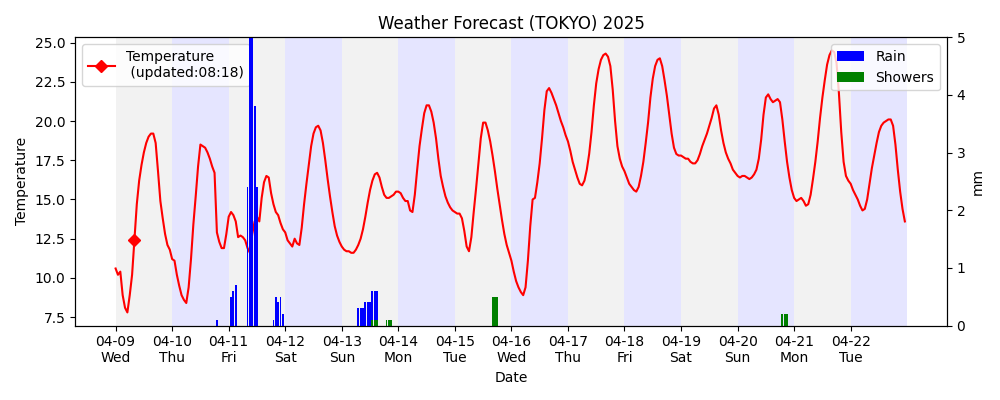 Weather Forecast (TOKYO) 2025
Temperature
(updated:08:18)
Rain
Showers
25.0
22.5
20.0
17.5
15.0
12.5
10.0
7.5
Temperature
5
4
3
2
1
0
mm
04-09 04-10 04-11 04-12 04-13 04-14 04-15 04-16 04-17 04-18 04-19 04-20 04-21 04-22
Wed Thu Fri Sat Sun Mon Tue Wed Thu Fri Sat Sun Mon Tue
Date